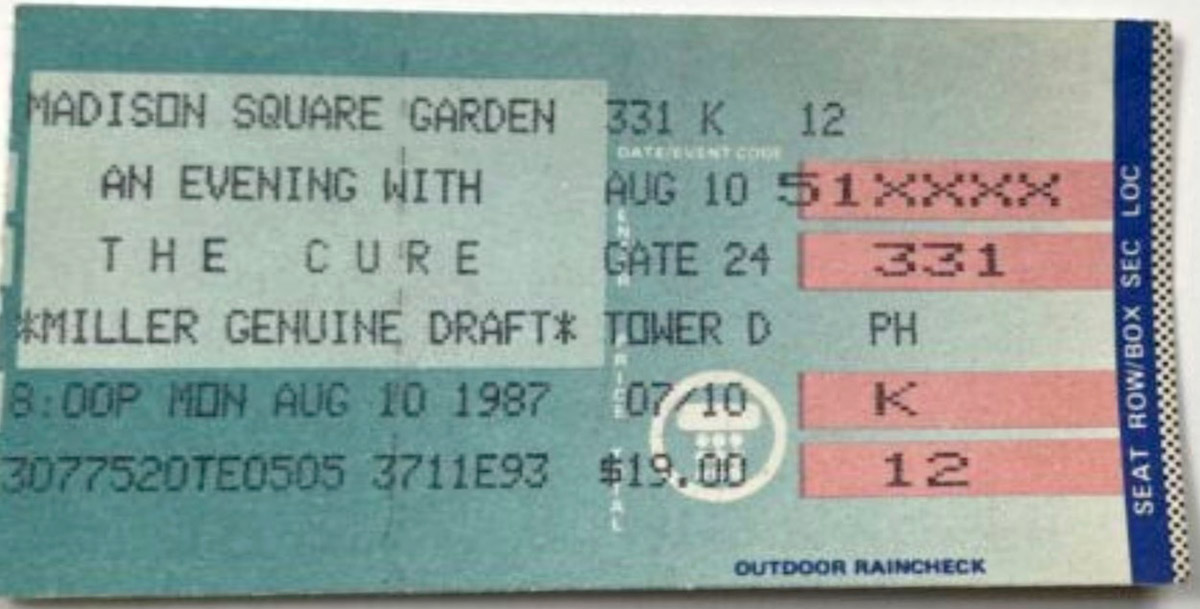 MADISON SQUARE GARDEN 331 K 12
DATE/EVENT CODE
AN EVENING WITH AUG 10 51XXXX
THE CURE GATE 24 331
*MILLER GENUINE DRAFT* TOWER D PH
8:00P MON AUG 10 1987 07/10 K
3077520TE0505 3711E93 $19.00 12
OUTDOOR RAINCHECK
SEAT ROW/BOX SEC LOC
PRICE